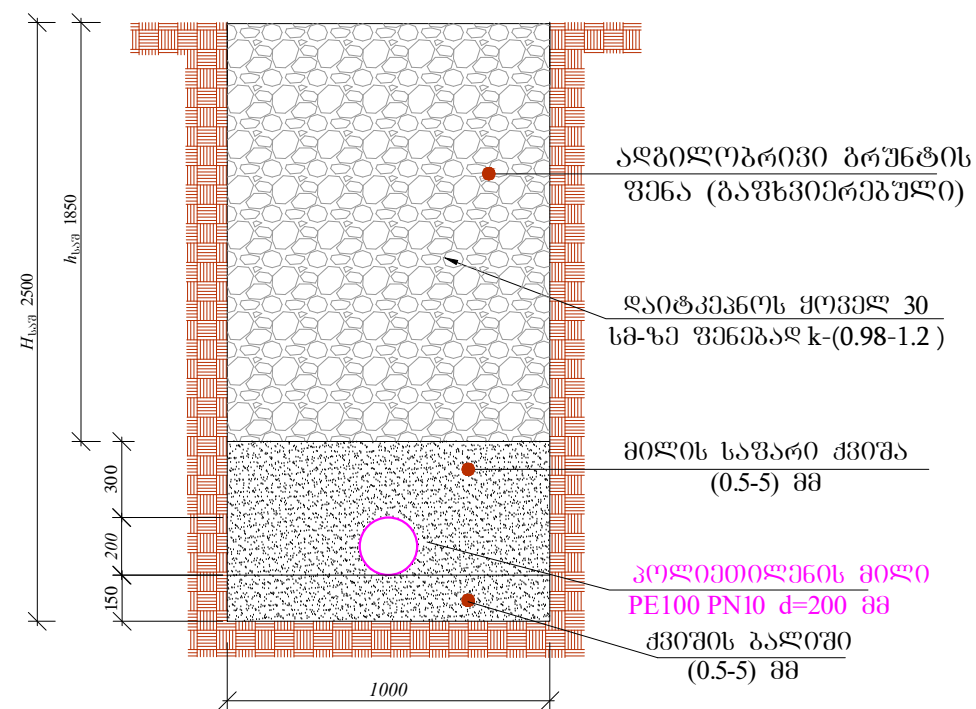 ადგილობრივი გრუნტის
ფენა (გაფხვიერებული)
დაიტკეპნოს ყოველ 30
სმ-ზე ფენებად k-(0.98-1.2 )
მილის საფარი ქვიშა
(0.5-5) მმ
პოლიეთილენის მილი
PE100 PN10 d=200 მმ
ქვიშის ბალიში
(0.5-5) მმ
Hსაშ 2500
hსაშ 1850
300
200
150
1000